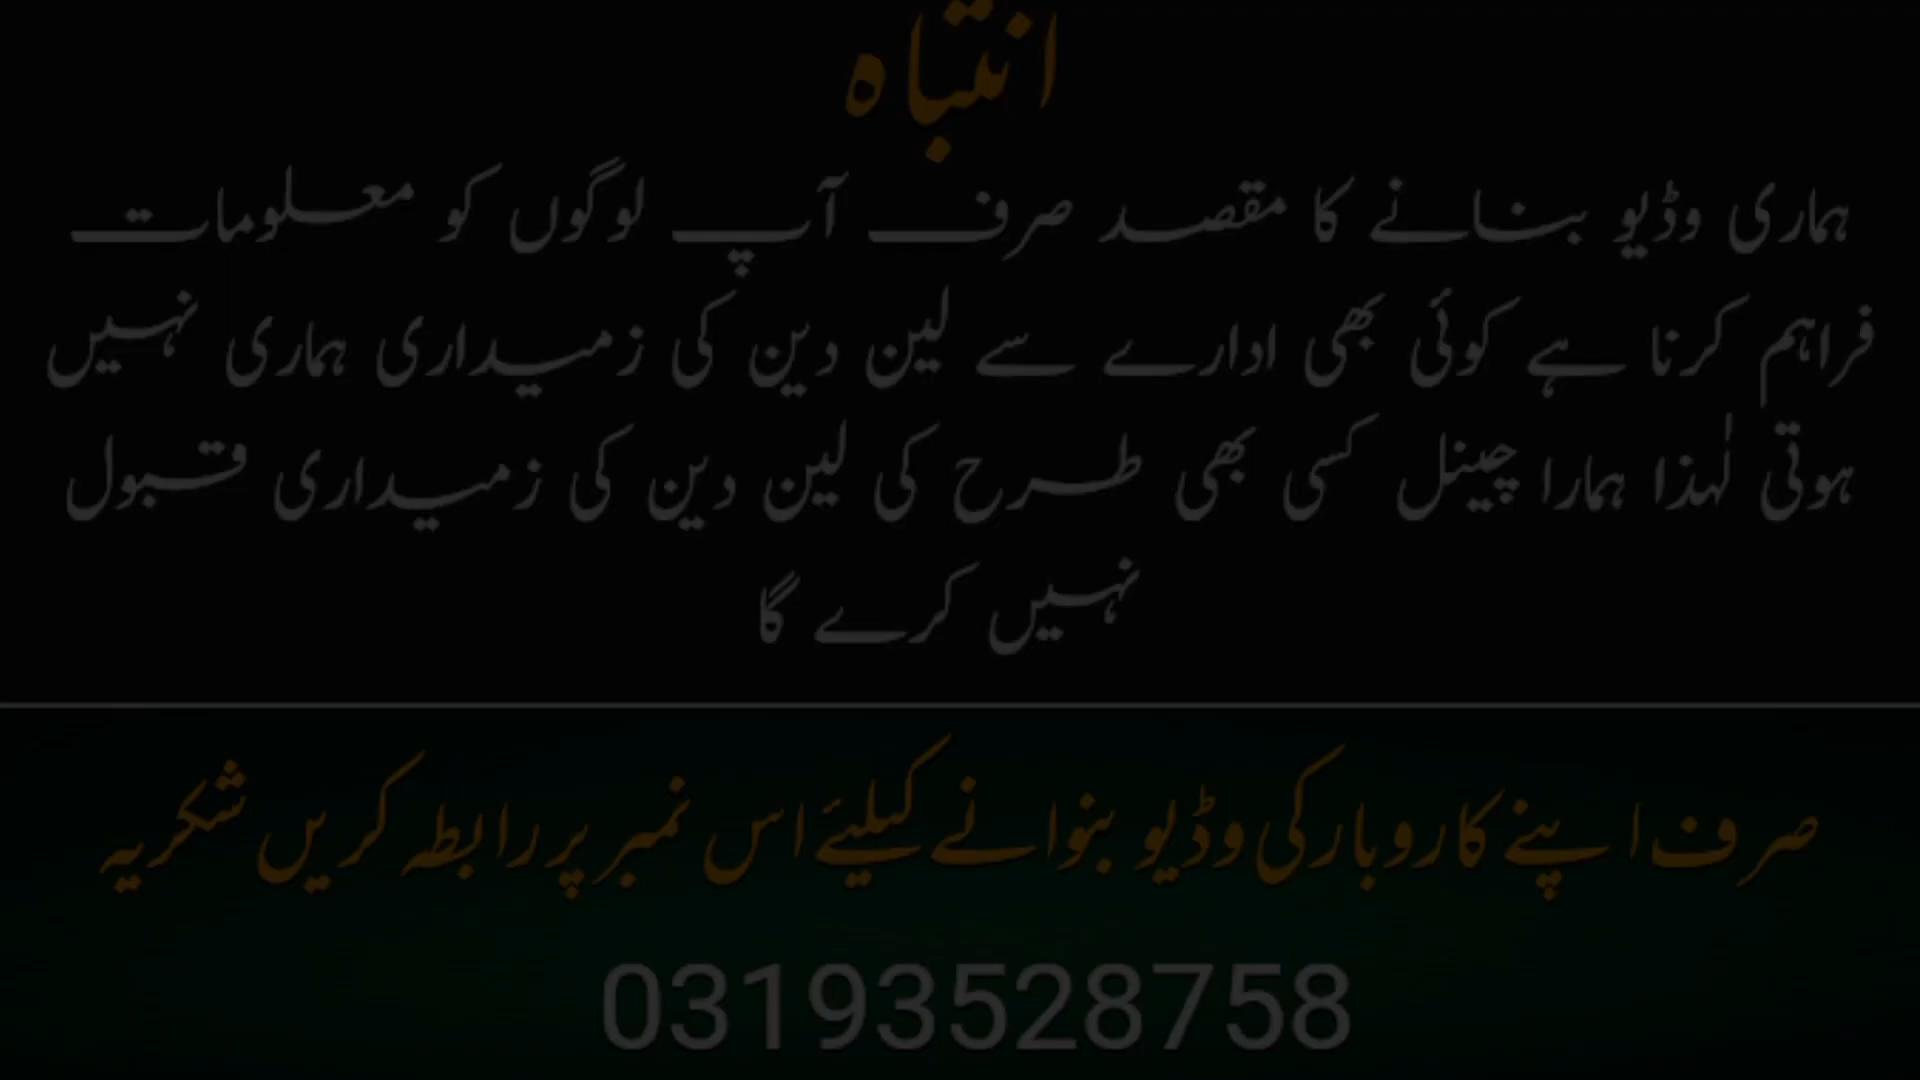 انتباہ
ہماری وڈیو بنانے کا مقصد صرف آپ لوگوں کو معلومات
فراہم کرنا ہے کوئی بھی ادارے سے لین دین کی زمیداری ہماری نہیں
ہوتی لٰہذا ہمارا چینل کسی بھی طرح کی لین دین کی زمیداری قبول
نہیں کرے گا
صرف اپنے کاروبار کی وڈیو بنوانے کیلیئے اس نمبر پر رابطہ کریں شکریہ
03193528758